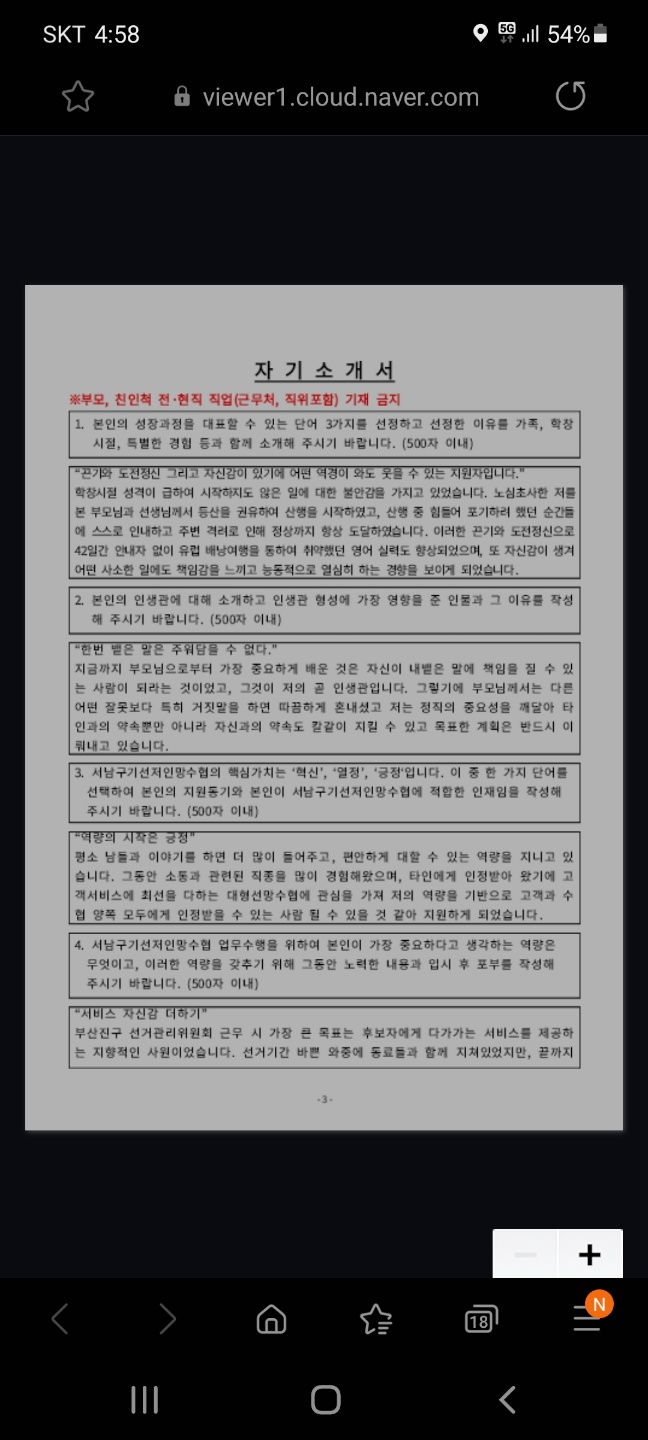 SKT 4:58
5G 54%
viewer1.cloud.naver.com
자 기 소 개 서
※부모, 친인척 전·현직 직업(근무처, 직위포함) 기재 금지
1. 본인의 성장과정을 대표할 수 있는 단어 3가지를 선정하고 선정한 이유를 가족, 학창
시절, 특별한 경험 등과 함께 소개해 주시기 바랍니다. (500자 이내)
“끈기와 도전정신 그리고 자신감이 있기에 어떤 역경이 와도 웃을 수 있는 지원자입니다.”
학창시절 성격이 급하여 시작하지도 않은 일에 대한 불안감을 가지고 있었습니다. 노심초사한 저를
본 부모님과 선생님께서 등산을 권유하여 산행을 시작하였고, 산행 중 힘들어 포기하려 했던 순간들
에 스스로 인내하고 주변 격려로 인해 정상까지 항상 도달하였습니다. 이러한 끈기와 도전정신으로
42일간 안내자 없이 유럽 배낭여행을 통하여 취약했던 영어 실력도 향상되었으며, 또 자신감이 생겨
어떤 사소한 일에도 책임감을 느끼고 능동적으로 열심히 하는 경향을 보이게 되었습니다.
2. 본인의 인생관에 대해 소개하고 인생관 형성에 가장 영향을 준 인물과 그 이유를 작성
해 주시기 바랍니다. (500자 이내)
“한번 뱉은 말은 주워담을 수 없다.”
지금까지 부모님으로부터 가장 중요하게 배운 것은 자신이 내뱉은 말에 책임을 질 수 있
는 사람이 되라는 것이었고, 그것이 저의 곧 인생관입니다. 그렇기에 부모님께서는 다른
어떤 잘못보다 특히 거짓말을 하면 따끔하게 혼내셨고 저는 정직의 중요성을 깨달아 타
인과의 약속뿐만 아니라 자신과의 약속도 칼같이 지킬 수 있고 목표한 계획은 반드시 이
뤄내고 있습니다.
3. 서남구기선저인망수협의 핵심가치는 ‘혁신’, ‘열정’, ‘긍정’입니다. 이 중 한 가지 단어를
선택하여 본인의 지원동기와 본인이 서남구기선저인망수협에 적합한 인재임을 작성해
주시기 바랍니다. (500자 이내)
“역량의 시작은 긍정”
평소 남들과 이야기를 하면 더 많이 들어주고, 편안하게 대할 수 있는 역량을 지니고 있
습니다. 그동안 소통과 관련된 직종을 많이 경험해왔으며, 타인에게 인정받아 왔기에 고
객서비스에 최선을 다하는 대형선망수협에 관심을 가져 저의 역량을 기반으로 고객과 수
협 양쪽 모두에게 인정받을 수 있는 사람 될 수 있을 것 같아 지원하게 되었습니다.
4. 서남구기선저인망수협 업무수행을 위하여 본인이 가장 중요하다고 생각하는 역량은
무엇이고, 이러한 역량을 갖추기 위해 그동안 노력한 내용과 입시 후 포부를 작성해
주시기 바랍니다. (500자 이내)
“서비스 자신감 더하기”
부산진구 선거관리위원회 근무 시 가장 큰 목표는 후보자에게 다가가는 서비스를 제공하
는 지향적인 사원이었습니다. 선거기간 바쁜 와중에 동료들과 함께 지쳐있었지만, 끝까지
-3-
18
N